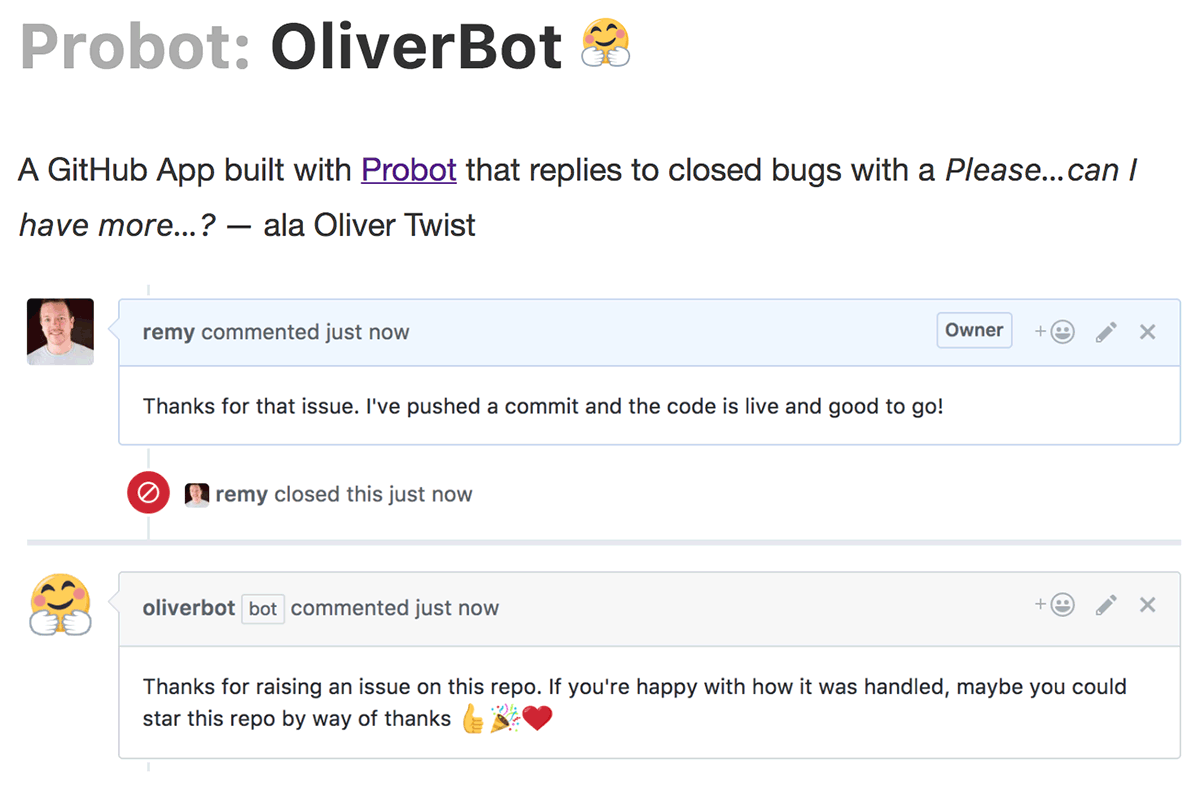 Probot: OliverBot 🤗
A GitHub App built with Probot that replies to closed bugs with a Please...can I
have more...? — ala Oliver Twist
remy commented just now Owner +
Thanks for that issue. I've pushed a commit and the code is live and good to go!
remy closed this just now
oliverbot bot commented just now +
Thanks for raising an issue on this repo. If you're happy with how it was handled, maybe you could
star this repo by way of thanks 👍🎉❤️